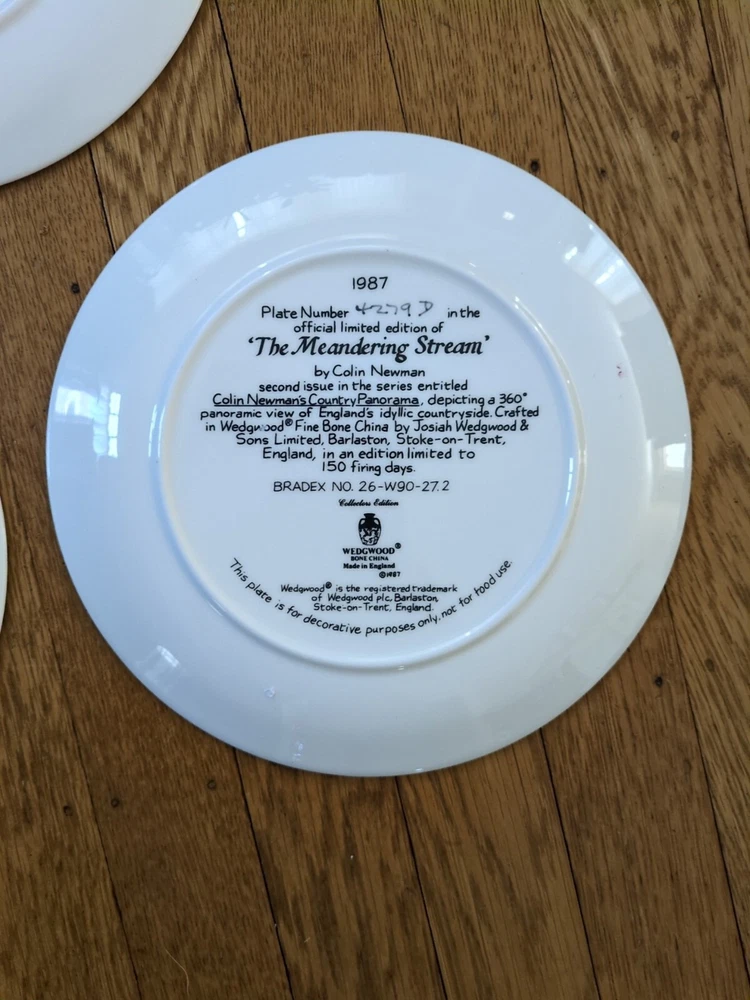 1987
Plate Number 4279 D in the
official limited edition of
'The Meandering Stream'
by Colin Newman
second issue in the series entitled
Colin Newman's Country Panorama, depicting a 360°
panoramic view of England's idyllic countryside. Crafted
in Wedgwood® Fine Bone China by Josiah Wedgwood &
Sons Limited, Barlaston, Stoke-on-Trent,
England, in an edition limited to
150 firing days.
BRADEX NO. 26-W90-27.2
Collectors Edition
WEDGWOOD®
BONE CHINA
Made in England
©1987
Wedgwood® is the registered trademark
of Wedgwood plc, Barlaston,
Stoke-on-Trent, England.
This plate is for decorative purposes only, not for food use.